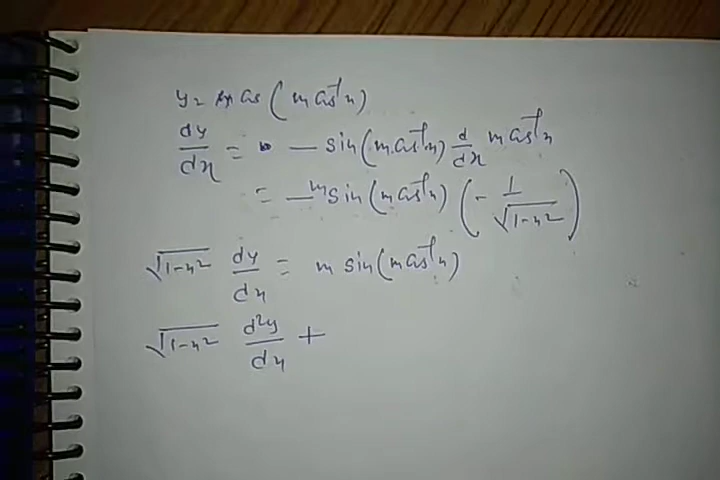 y = cos(m cos⁻¹x)
dy/dx = - sin(m cos⁻¹x) d/dx m cos⁻¹x
= -m sin(m cos⁻¹x) (- 1/√(1-x²))
√(1-x²) dy/dx = m sin(m cos⁻¹x)
√(1-x²) d²y/dx +